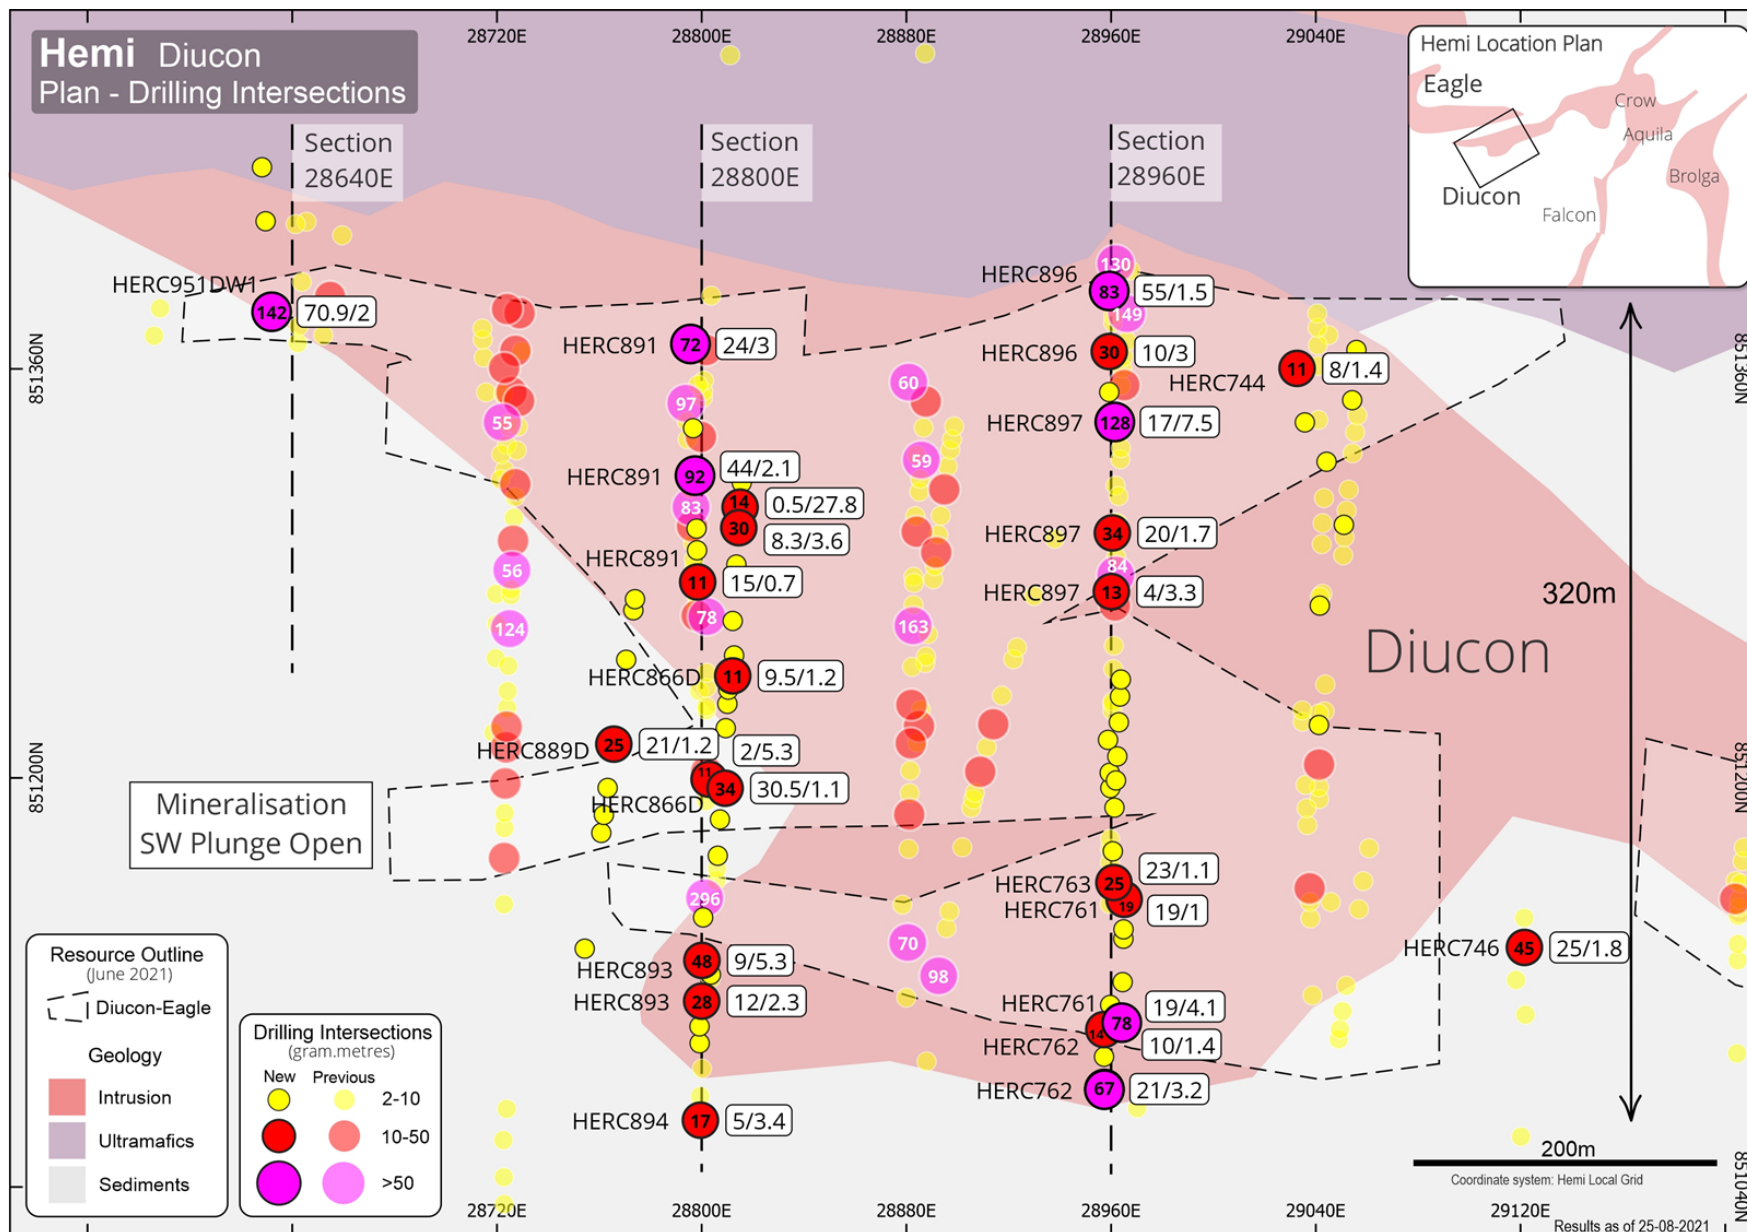 Hemi Diucon
Plan - Drilling Intersections
28720E
28800E
28880E
28960E
29040E
Hemi Location Plan
Eagle
Crow
Aquila
Brolga
Diucon
Falcon
Section
28640E
Section
28800E
Section
28960E
HERC951DW1
142
70.9/2
HERC891
72
24/3
97
HERC891
92
44/2.1
83
14
0.5/27.8
30
8.3/3.6
HERC891
11
15/0.7
78
HERC866D
11
9.5/1.2
HERC889D
25
21/1.2
2/5.3
11
HERC866D
34
30.5/1.1
296
HERC893
48
9/5.3
HERC893
28
12/2.3
HERC894
17
5/3.4
55
56
124
60
59
163
70
98
130
HERC896
83
55/1.5
149
HERC896
30
10/3
HERC897
128
17/7.5
HERC897
34
20/1.7
84
HERC897
13
4/3.3
HERC744
11
8/1.4
HERC763
25
23/1.1
HERC761
19
19/1
HERC761
78
19/4.1
14
HERC762
10/1.4
HERC762
67
21/3.2
HERC746
45
25/1.8
Diucon
320m
851360N
851200N
851360N
851200N
851040N
Mineralisation
SW Plunge Open
Resource Outline
(June 2021)
Diucon-Eagle
Geology
Intrusion
Ultramafics
Sediments
Drilling Intersections
(gram.metres)
New Previous
2-10
10-50
>50
200m
Coordinate system: Hemi Local Grid
28720E
28800E
28880E
28960E
29040E
29120E
Results as of 25-08-2021